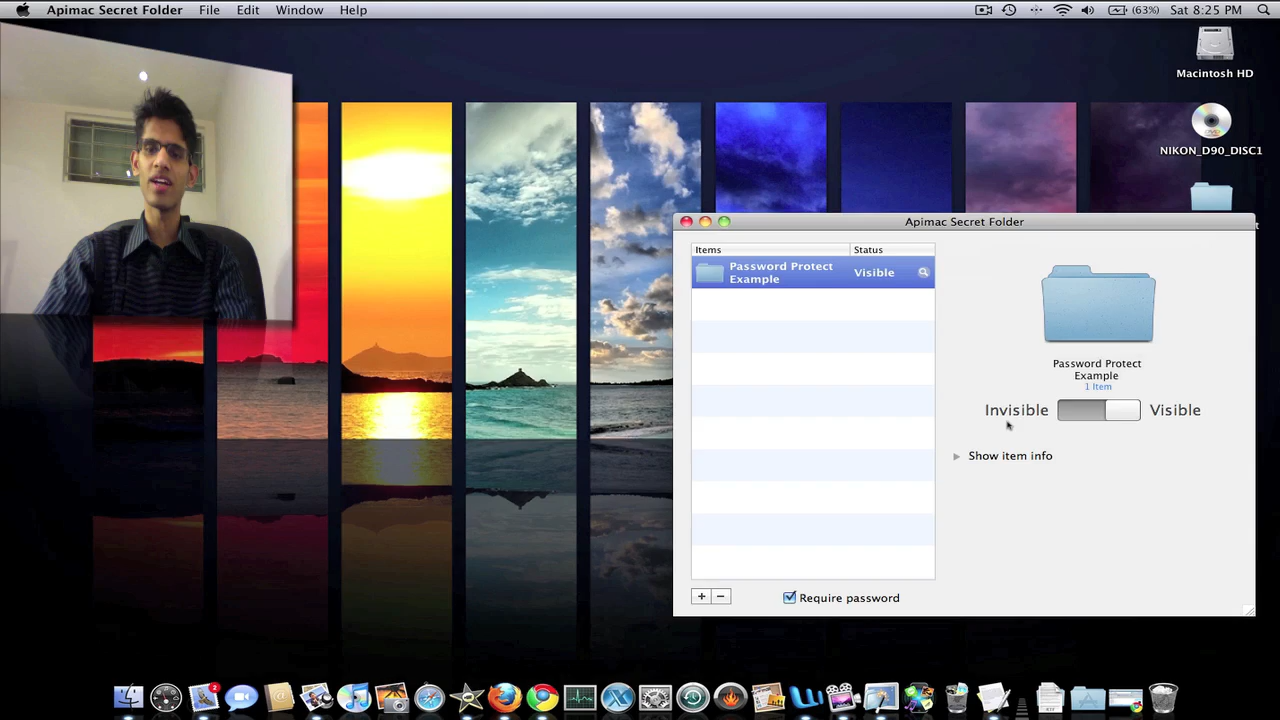 Apimac Secret Folder File Edit Window Help (63%) Sat 8:25 PM
Macintosh HD
NIKON_D90_DISC1
Apimac Secret Folder
Items Status
Password Protect
Example
Visible
Password Protect
Example
1 Item
Invisible Visible
Show item info
+ − Require password
2